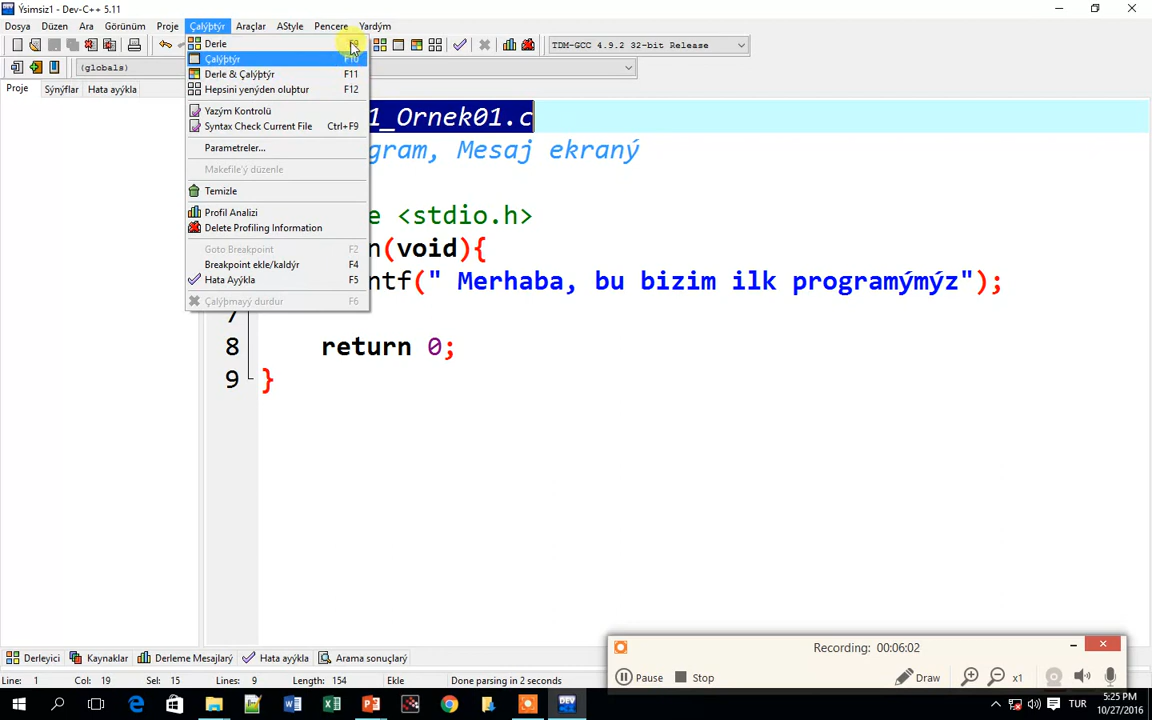 Ýsimsiz1 - Dev-C++ 5.11
Dosya Düzen Ara Görünüm Proje Çalýþtýr Araçlar AStyle Pencere Yardým
TDM-GCC 4.9.2 32-bit Release
(globals)
Proje Sýnýflar Hata ayýkla
Derle
Çalýþtýr F10
Derle & Çalýþtýr F11
Hepsini yenýden oluþtur F12
Yazým Kontrolü
Syntax Check Current File Ctrl+F9
Parametreler...
Makefile'ý düzenle
Temizle
Profil Analizi
Delete Profiling Information
Goto Breakpoint F2
Breakpoint ekle/kaldýr F4
Hata Ayýkla F5
Çalýþmayý durdur F6
1_Ornek01.c
gram, Mesaj ekraný
e <stdio.h>
n(void){
ntf(" Merhaba, bu bizim ilk programýmýz");
7
8 return 0;
9 }
Recording: 00:06:02
Pause Stop Draw x1
Derleyici Kaynaklar Derleme Mesajlarý Hata ayýkla Arama sonuçlarý
Line: 1 Col: 19 Sel: 15 Lines: 9 Length: 154 Ekle Done parsing in 2 seconds
DEV
TUR
5:25 PM
10/27/2016